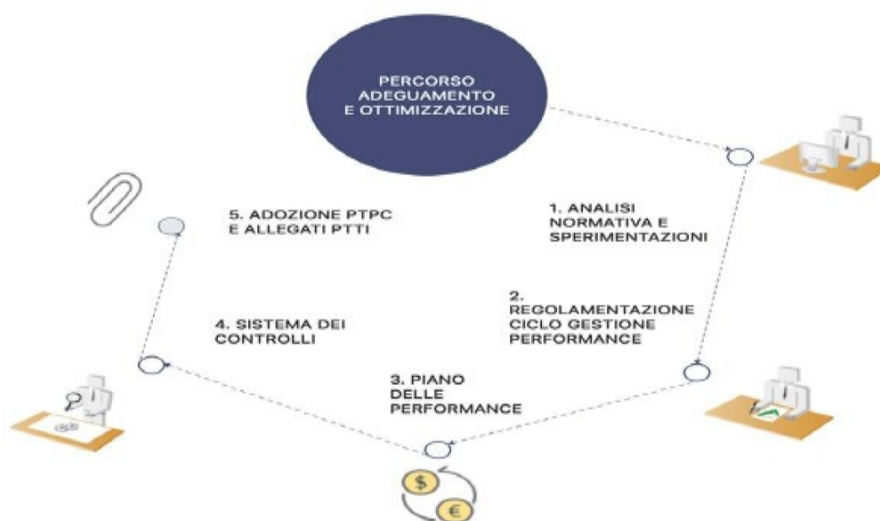 PERCORSO
ADEGUAMENTO
E OTTIMIZZAZIONE
1. ANALISI
NORMATIVA E
SPERIMENTAZIONI
2.
REGOLAMENTAZIONE
CICLO GESTIONE
PERFORMANCE
3. PIANO
DELLE
PERFORMANCE
4. SISTEMA DEI
CONTROLLI
5. ADOZIONE PTPC
E ALLEGATI PTTI
$
€